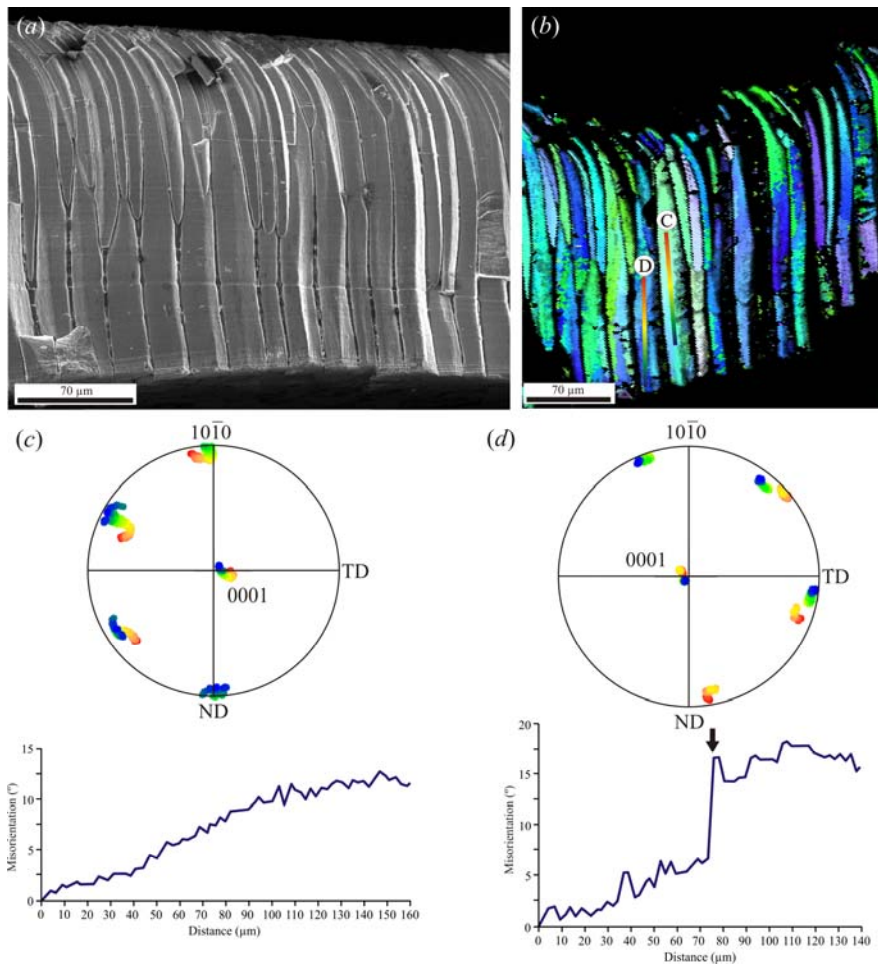 (a)
70 µm
(b)
C
D
70 µm
(c)
101̅0
TD
0001
ND
(d)
101̅0
TD
0001
ND
Misorientation (°)
15
10
5
0
0 10 20 30 40 50 60 70 80 90 100 110 120 130 140 150 160
Distance (µm)
Misorientation (°)
20
15
10
5
0
0 10 20 30 40 50 60 70 80 90 100 110 120 130 140
Distance (µm)